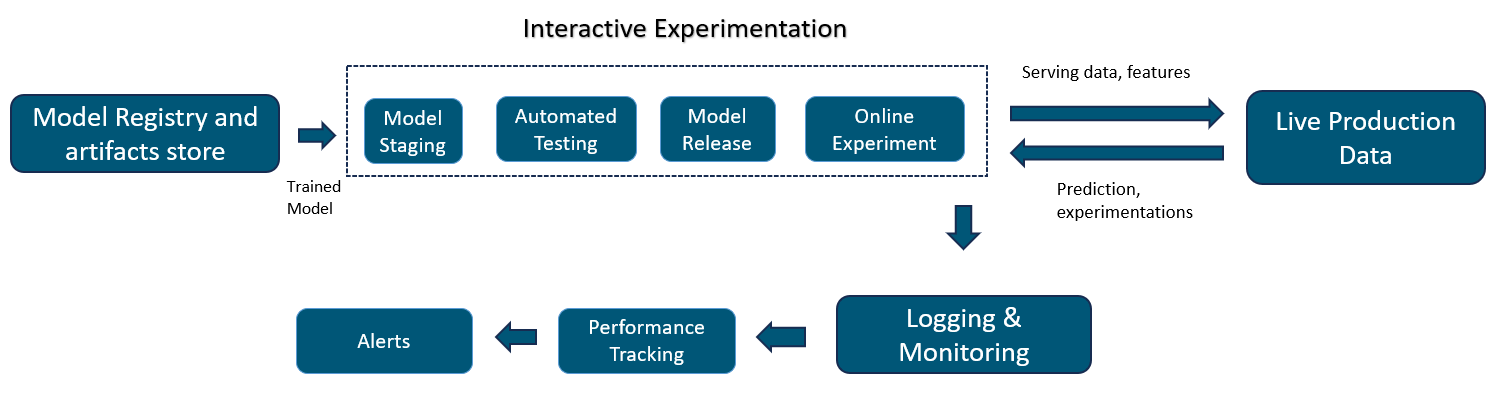 Interactive Experimentation
Model Registry and
artifacts store
Trained
Model
Model
Staging
Automated
Testing
Model
Release
Online
Experiment
Serving data, features
Prediction,
experimentations
Live Production
Data
Logging &
Monitoring
Performance
Tracking
Alerts